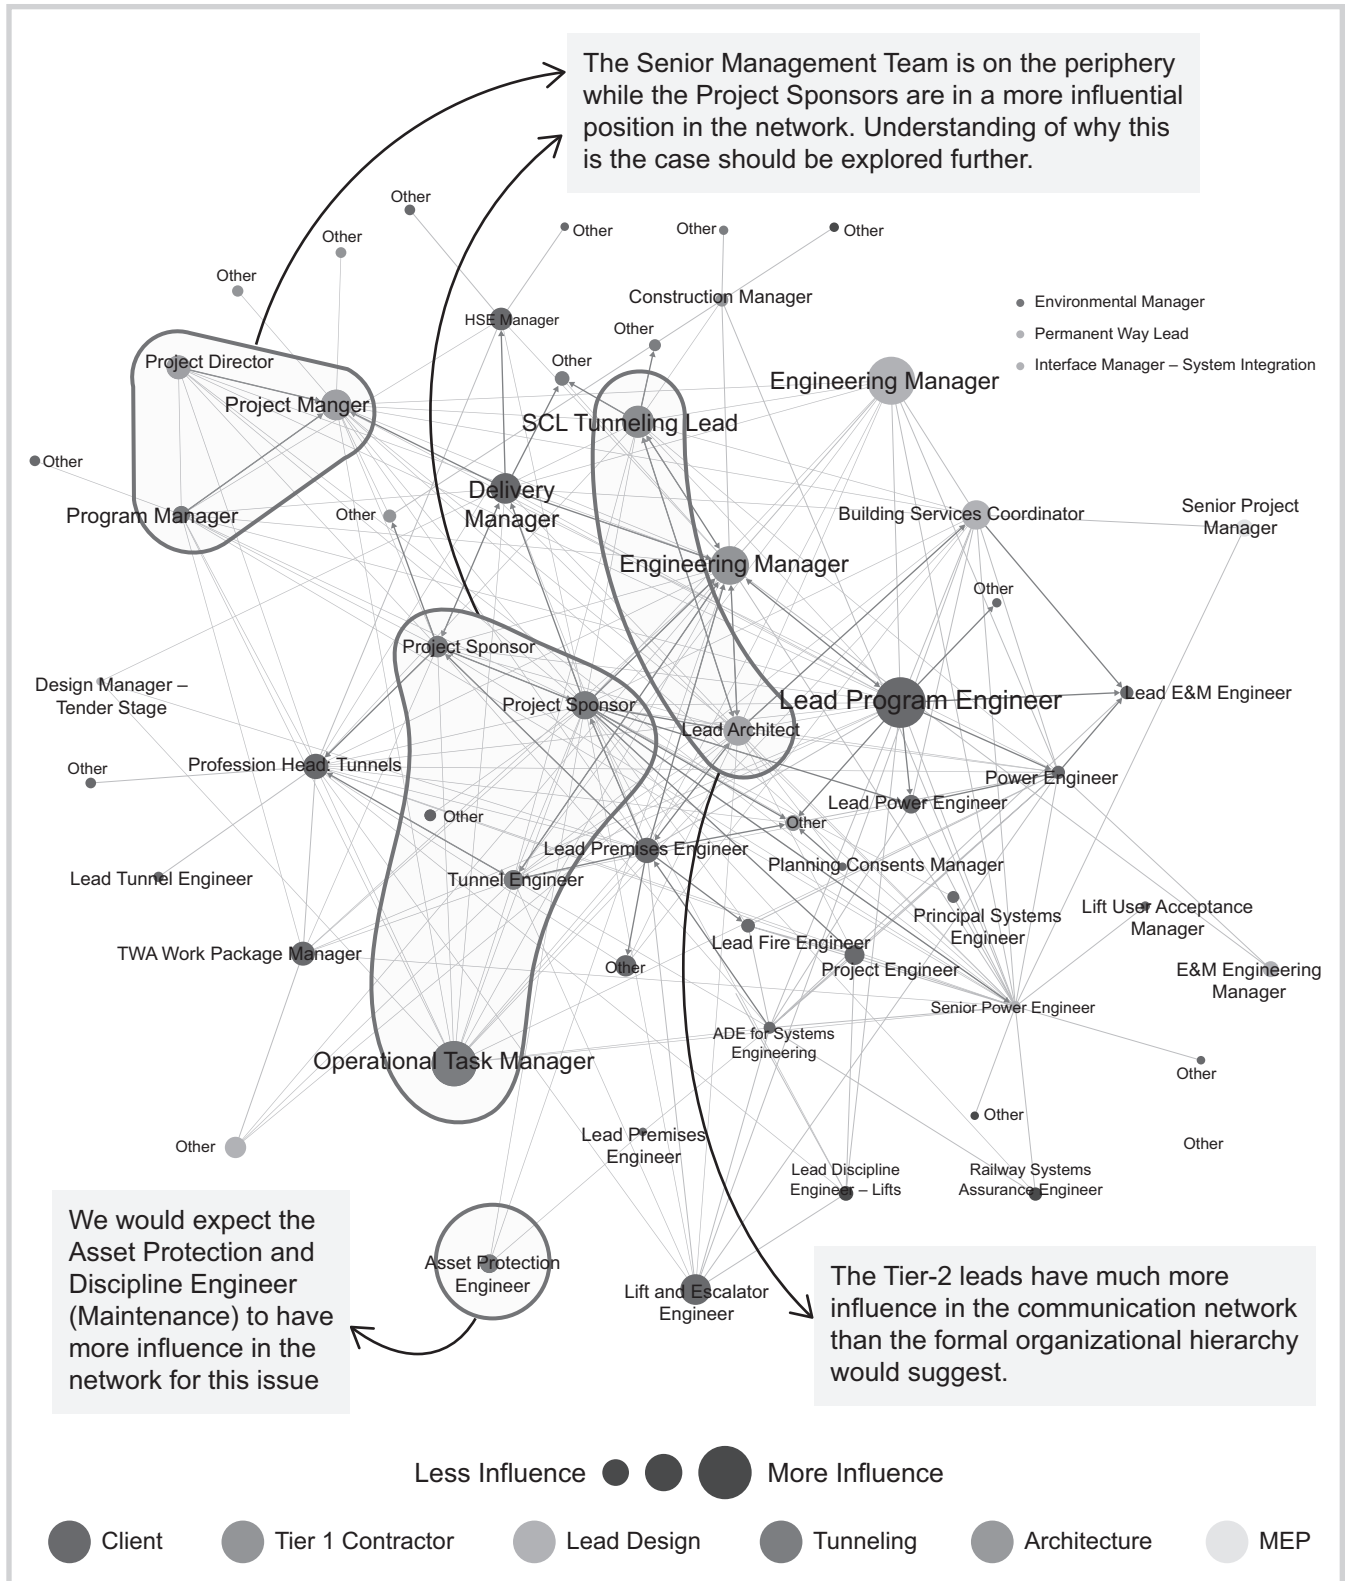 The Senior Management Team is on the periphery
while the Project Sponsors are in a more influential
position in the network. Understanding of why this
is the case should be explored further.
Other
Other
Other
Other
Other
Other
Other
Construction Manager
HSE Manager
Other
Other
Environmental Manager
Permanent Way Lead
Interface Manager – System Integration
Project Director
Project Manger
Engineering Manager
SCL Tunneling Lead
Other
Program Manager
Other
Delivery
Manager
Building Services Coordinator
Senior Project
Manager
Engineering Manager
Other
Project Sponsor
Design Manager –
Tender Stage
Project Sponsor
Lead Program Engineer
Lead E&M Engineer
Lead Architect
Other
Profession Head: Tunnels
Power Engineer
Lead Power Engineer
Other
Other
Lead Premises Engineer
Planning Consents Manager
Lead Tunnel Engineer
Tunnel Engineer
Principal Systems
Engineer
Lift User Acceptance
Manager
TWA Work Package Manager
Lead Fire Engineer
Other
Project Engineer
E&M Engineering
Manager
Senior Power Engineer
ADE for Systems
Engineering
Operational Task Manager
Other
Other
Other
Other
Lead Premises
Engineer
Lead Discipline
Engineer – Lifts
Railway Systems
Assurance Engineer
We would expect the
Asset Protection and
Discipline Engineer
(Maintenance) to have
more influence in the
network for this issue
Asset Protection
Engineer
Lift and Escalator
Engineer
The Tier-2 leads have much more
influence in the communication network
than the formal organizational hierarchy
would suggest.
Less Influence
More Influence
Client
Tier 1 Contractor
Lead Design
Tunneling
Architecture
MEP